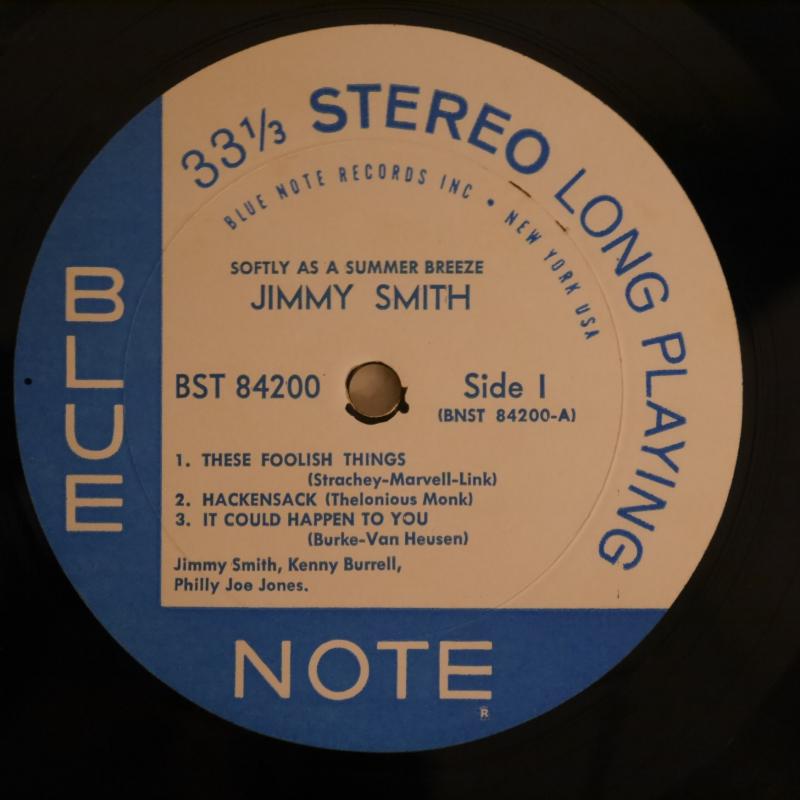 33⅓ STEREO LONG PLAYING
BLUE NOTE RECORDS INC • NEW YORK USA
SOFTLY AS A SUMMER BREEZE
JIMMY SMITH
BST 84200
Side 1
(BNST 84200-A)
1. THESE FOOLISH THINGS
(Strachey-Marvell-Link)
2. HACKENSACK (Thelonious Monk)
3. IT COULD HAPPEN TO YOU
(Burke-Van Heusen)
Jimmy Smith, Kenny Burrell,
Philly Joe Jones.
BLUE
NOTE
®